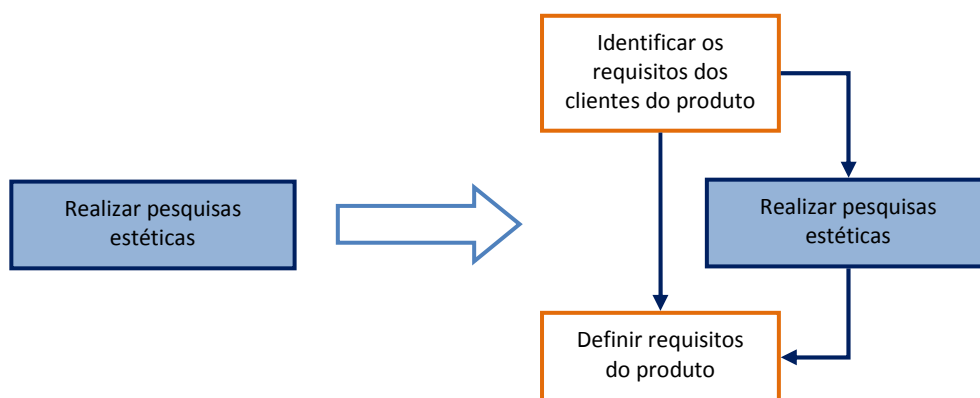 Realizar pesquisas
estéticas
Identificar os
requisitos dos
clientes do produto
Realizar pesquisas
estéticas
Definir requisitos
do produto